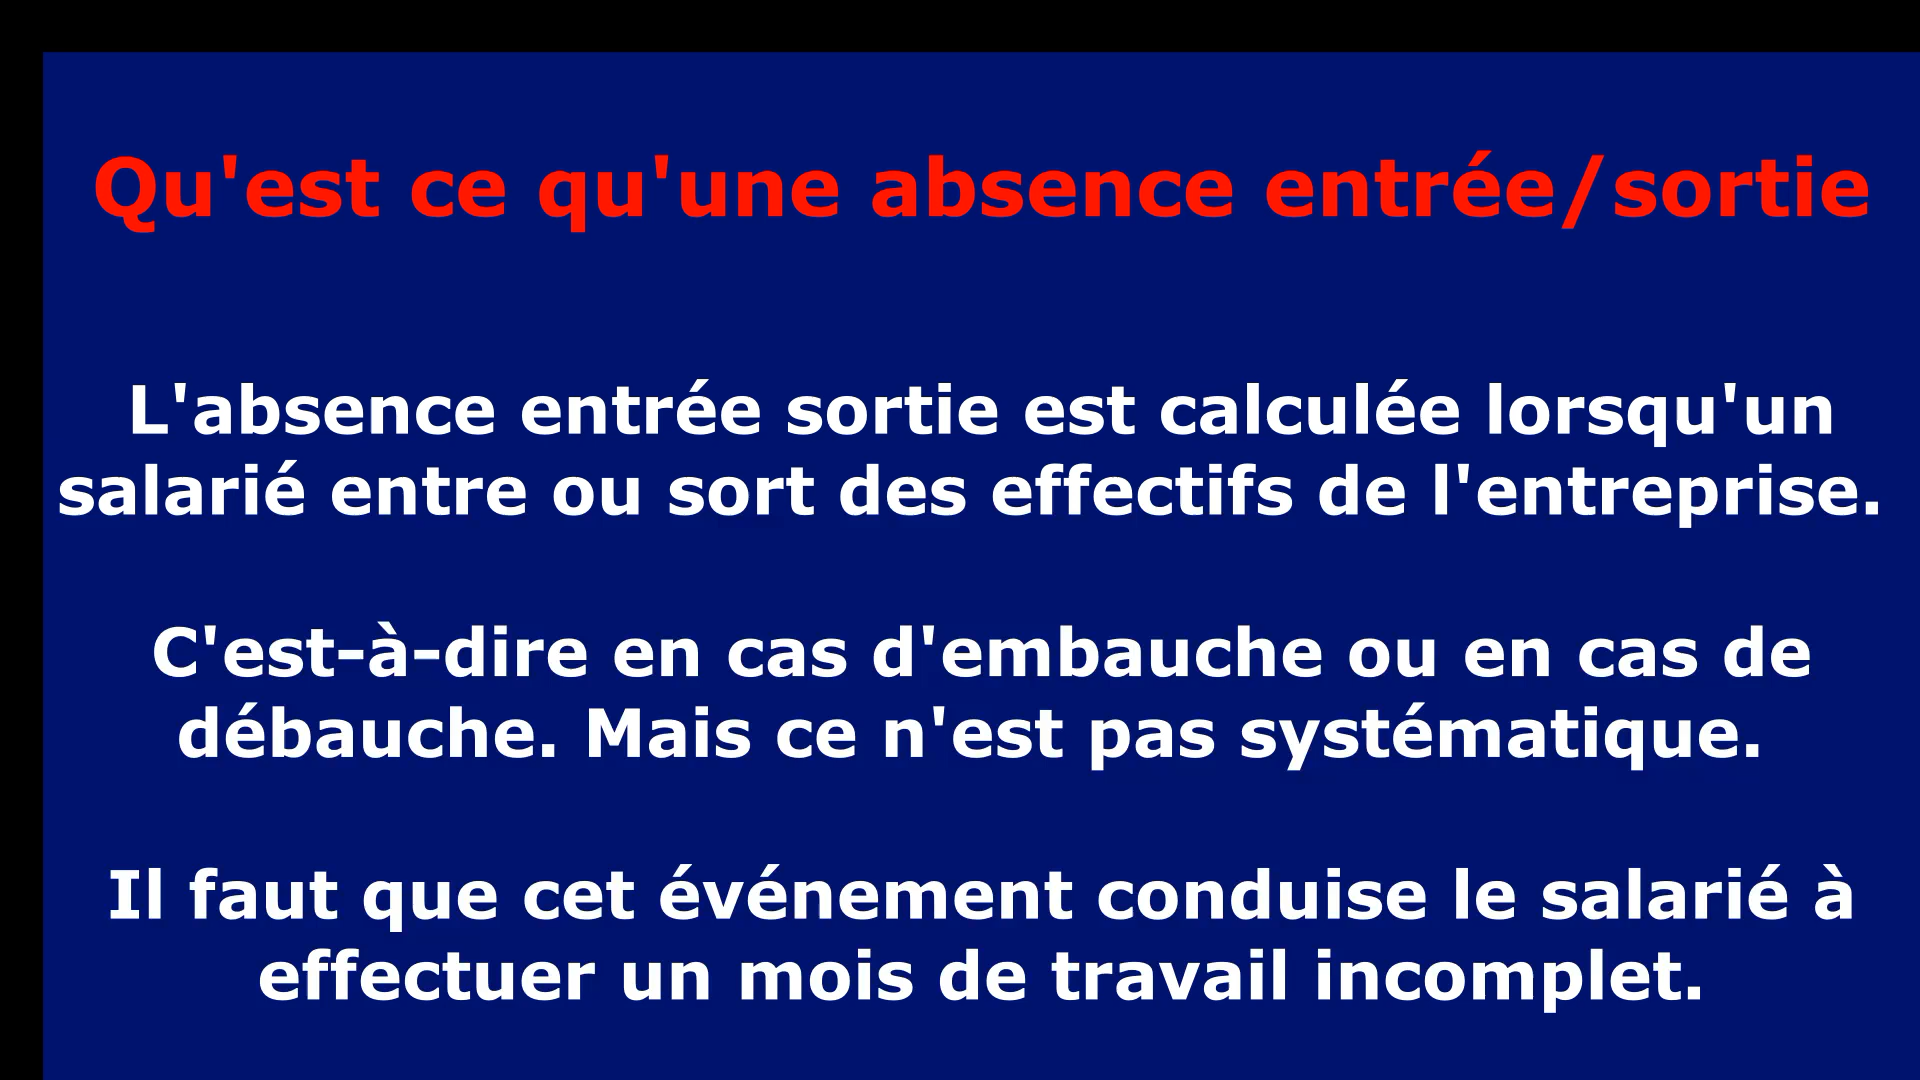 Qu'est ce qu'une absence entrée/sortie
L'absence entrée sortie est calculée lorsqu'un
salarié entre ou sort des effectifs de l'entreprise.
C'est-à-dire en cas d'embauche ou en cas de
débauche. Mais ce n'est pas systématique.
Il faut que cet événement conduise le salarié à
effectuer un mois de travail incomplet.